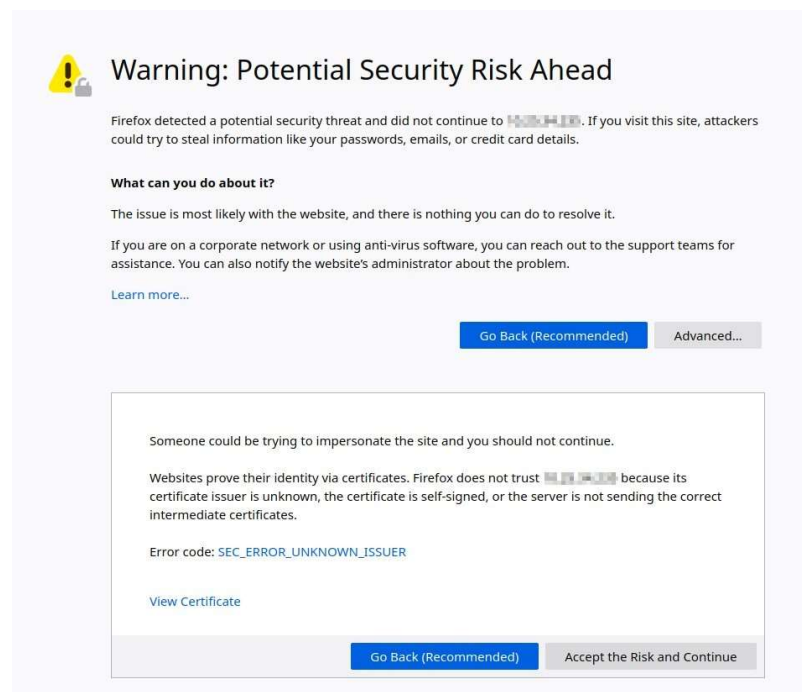 Warning: Potential Security Risk Ahead
Firefox detected a potential security threat and did not continue to . If you visit this site, attackers
could try to steal information like your passwords, emails, or credit card details.
What can you do about it?
The issue is most likely with the website, and there is nothing you can do to resolve it.
If you are on a corporate network or using anti-virus software, you can reach out to the support teams for
assistance. You can also notify the website's administrator about the problem.
Learn more...
Go Back (Recommended) Advanced...
Someone could be trying to impersonate the site and you should not continue.
Websites prove their identity via certificates. Firefox does not trust because its
certificate issuer is unknown, the certificate is self-signed, or the server is not sending the correct
intermediate certificates.
Error code: SEC_ERROR_UNKNOWN_ISSUER
View Certificate
Go Back (Recommended) Accept the Risk and Continue